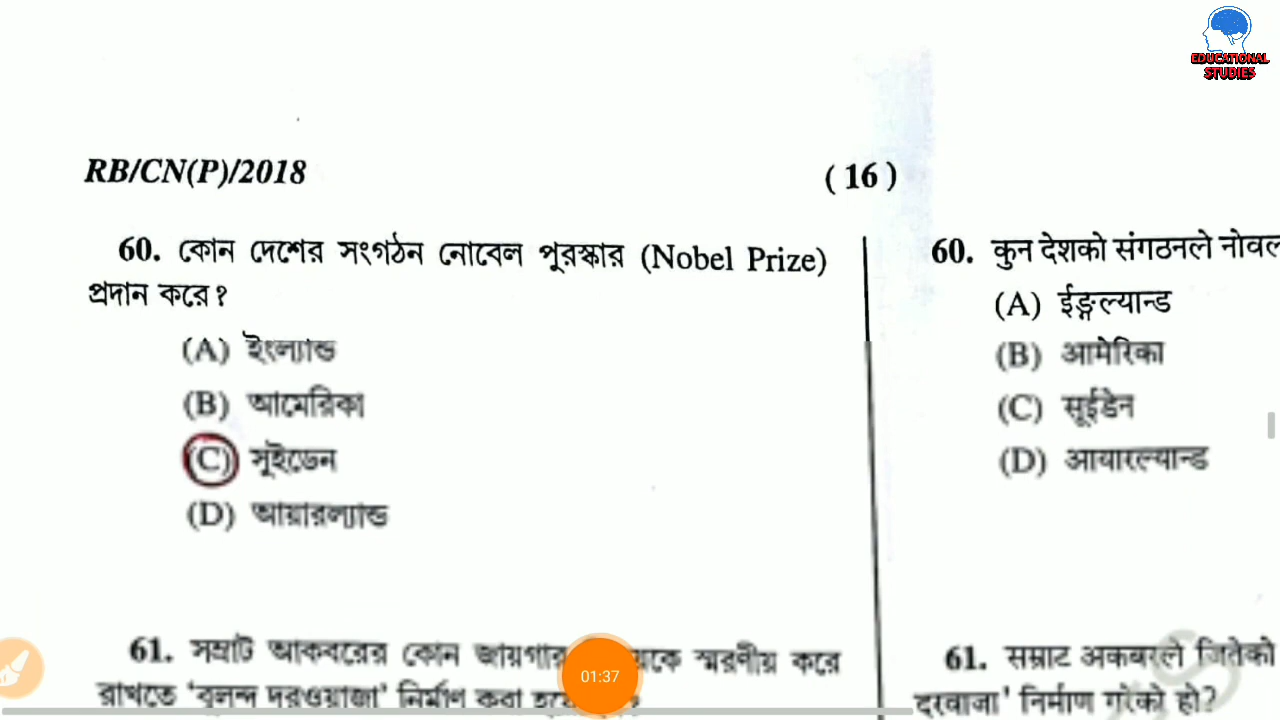 EDUCATIONAL
STUDIES
RB/CN(P)/2018
(16)
60. কোন দেশের সংগঠন নোবেল পুরস্কার (Nobel Prize)
প্রদান করে?
(A) ইংল্যান্ড
(B) আমেরিকা
(C) সুইডেন
(D) আয়ারল্যান্ড
61. সম্রাট আকবরের কোন জায়গার করে স্মরণীয় করে
রাখতে 'বুলন্দ দরওয়াজা' নির্মাণ করা
60. कुन देशको संगठनले नोवल
(A) ईङ्गल्यान्ड
(B) आमेरिका
(C) सूईडेन
(D) आयारल्यान्ड
61. सम्राट अकबरले जितेको
दरवाजा' निर्माण गरेको हो?
01:37